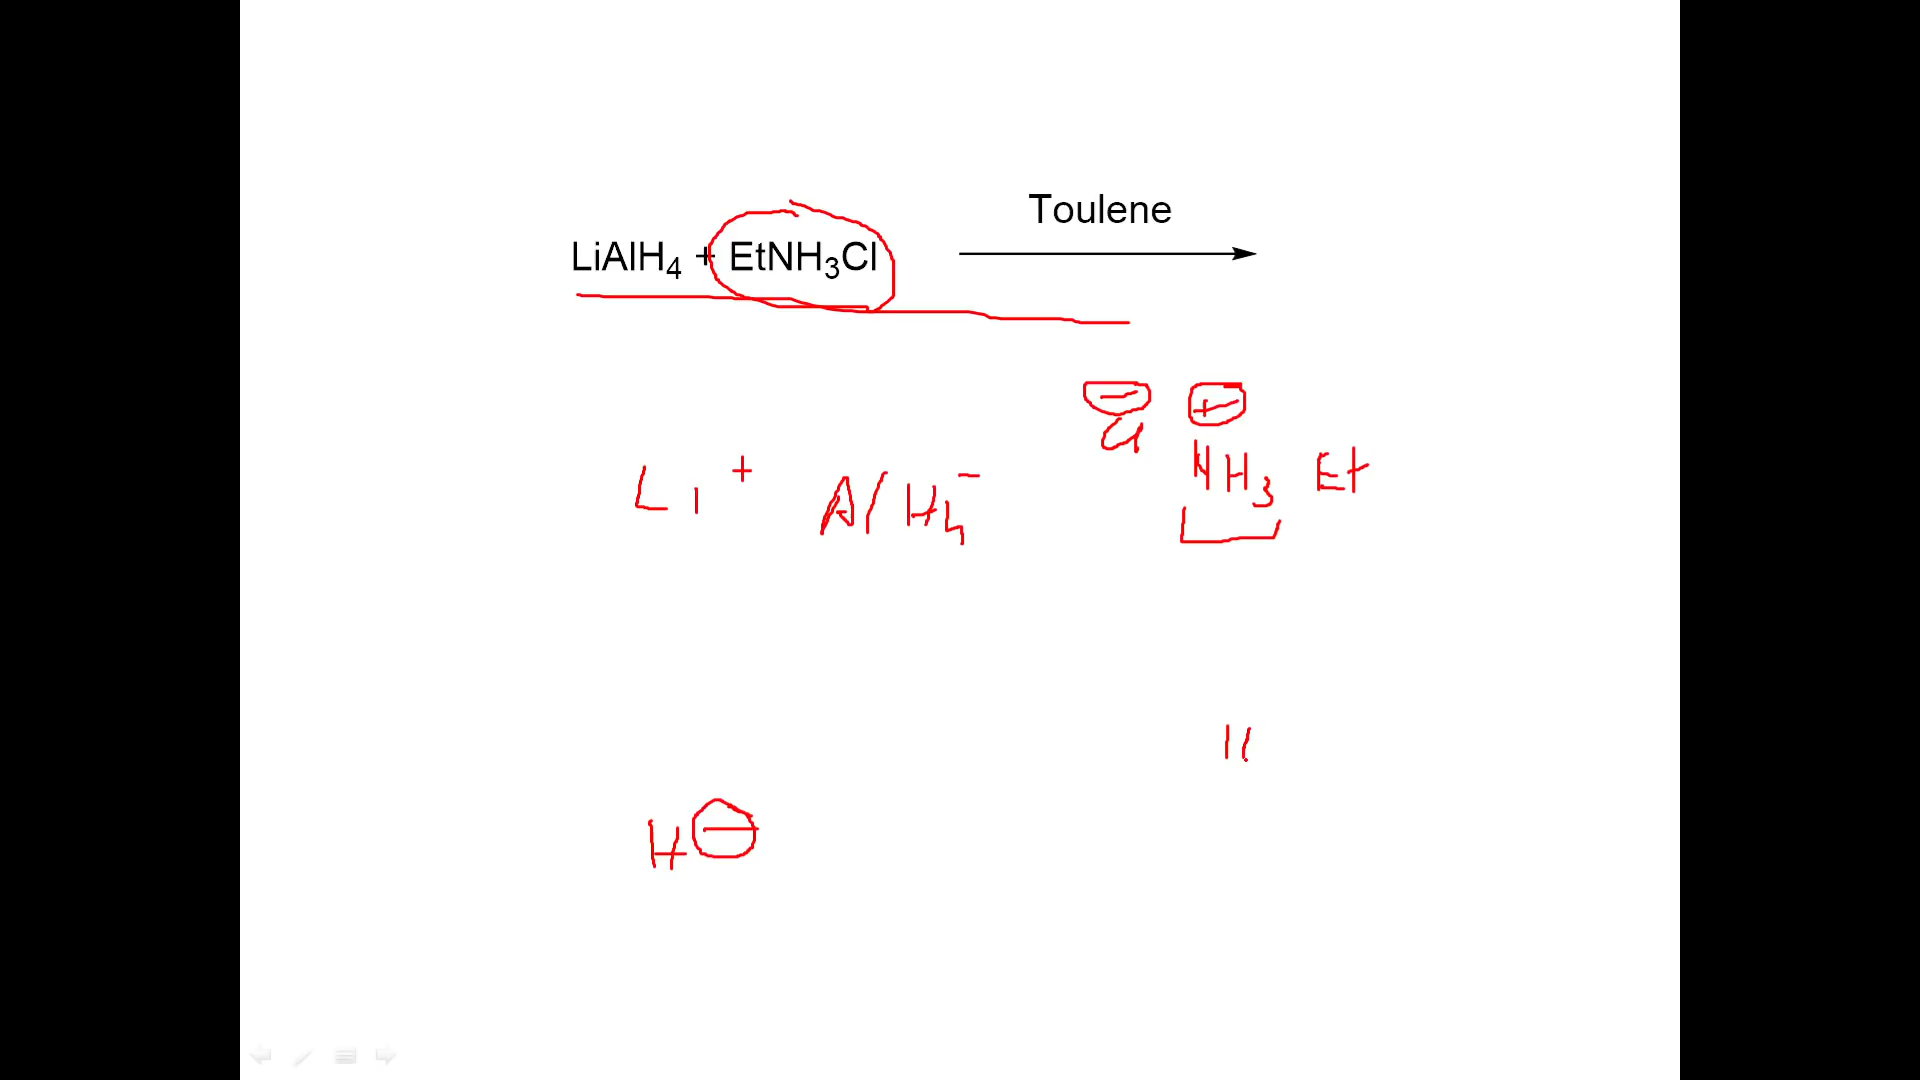 Toulene
LiAlH4 + EtNH3Cl
− +
Cl NH3 Et
Li + AlH4 −
H −